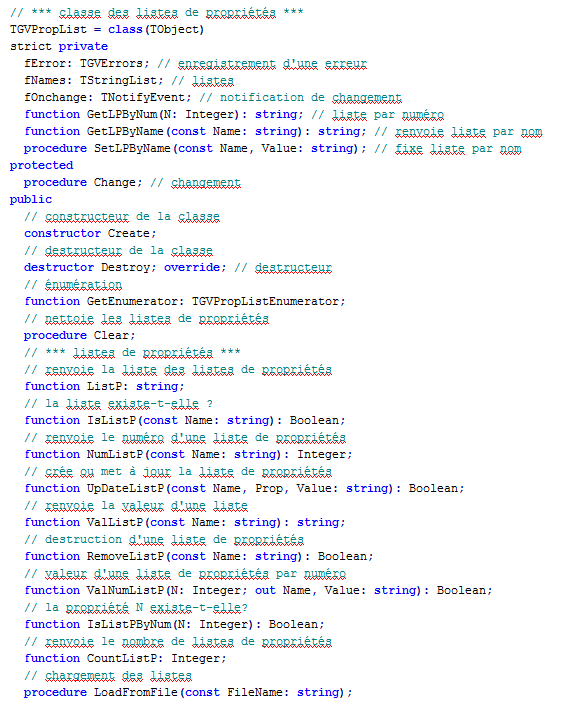 // *** classe des listes de propriétés ***
TGVPropList = class(TObject)
strict private
fError: TGVErrors; // enregistrement d'une erreur
fNames: TStringList; // listes
fOnchange: TNotifyEvent; // notification de changement
function GetLPByNum(N: Integer): string; // liste par numéro
function GetLPByName(const Name: string): string; // renvoie liste par nom
procedure SetLPByName(const Name, Value: string); // fixe liste par nom
protected
procedure Change; // changement
public
// constructeur de la classe
constructor Create;
// destructeur de la classe
destructor Destroy; override; // destructeur
// énumération
function GetEnumerator: TGVPropListEnumerator;
// nettoie les listes de propriétés
procedure Clear;
// *** listes de propriétés ***
// renvoie la liste des listes de propriétés
function ListP: string;
// la liste existe-t-elle ?
function IsListP(const Name: string): Boolean;
// renvoie le numéro d'une liste de propriétés
function NumListP(const Name: string): Integer;
// crée ou met à jour la liste de propriétés
function UpDateListP(const Name, Prop, Value: string): Boolean;
// renvoie la valeur d'une liste
function ValListP(const Name: string): string;
// destruction d'une liste de propriétés
function RemoveListP(const Name: string): Boolean;
// valeur d'une liste de propriétés par numéro
function ValNumListP(N: Integer; out Name, Value: string): Boolean;
// la propriété N existe-t-elle?
function IsListPByNum(N: Integer): Boolean;
// renvoie le nombre de listes de propriétés
function CountListP: Integer;
// chargement des listes
procedure LoadFromFile(const FileName: string);